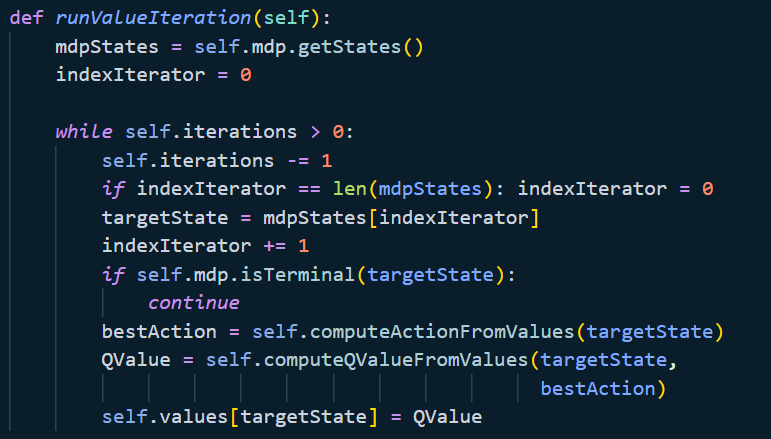 def runValueIteration(self):
    mdpStates = self.mdp.getStates()
    indexIterator = 0

    while self.iterations > 0:
        self.iterations -= 1
        if indexIterator == len(mdpStates): indexIterator = 0
        targetState = mdpStates[indexIterator]
        indexIterator += 1
        if self.mdp.isTerminal(targetState):
            continue
        bestAction = self.computeActionFromValues(targetState)
        QValue = self.computeQValueFromValues(targetState,
                                              bestAction)
        self.values[targetState] = QValue